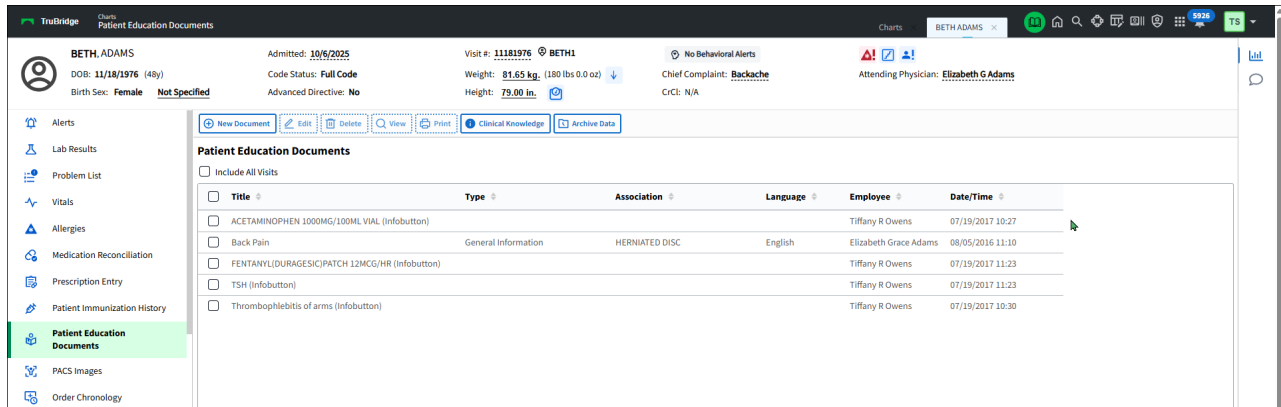 TruBridge Charts
Patient Education Documents
Charts BETH ADAMS × 5926 TS
BETH, ADAMS Admitted: 10/6/2025 Visit #: 11181976 BETH1 No Behavioral Alerts
DOB: 11/18/1976 (48y) Code Status: Full Code Weight: 81.65 kg. (180 lbs 0.0 oz) Chief Complaint: Backache Attending Physician: Elizabeth G Adams
Birth Sex: Female Not Specified Advanced Directive: No Height: 79.00 in. CrCl: N/A
Alerts
Lab Results
Problem List
Vitals
Allergies
Medication Reconciliation
Prescription Entry
Patient Immunization History
Patient Education
Documents
PACS Images
Order Chronology
New Document Edit Delete View Print Clinical Knowledge Archive Data
Patient Education Documents
Include All Visits
Title Type Association Language Employee Date/Time
ACETAMINOPHEN 1000MG/100ML VIAL (Infobutton) Tiffany R Owens 07/19/2017 10:27
Back Pain General Information HERNIATED DISC English Elizabeth Grace Adams 08/05/2016 11:10
FENTANYL(DURAGESIC)PATCH 12MCG/HR (Infobutton) Tiffany R Owens 07/19/2017 11:23
TSH (Infobutton) Tiffany R Owens 07/19/2017 11:23
Thrombophlebitis of arms (Infobutton) Tiffany R Owens 07/19/2017 10:30